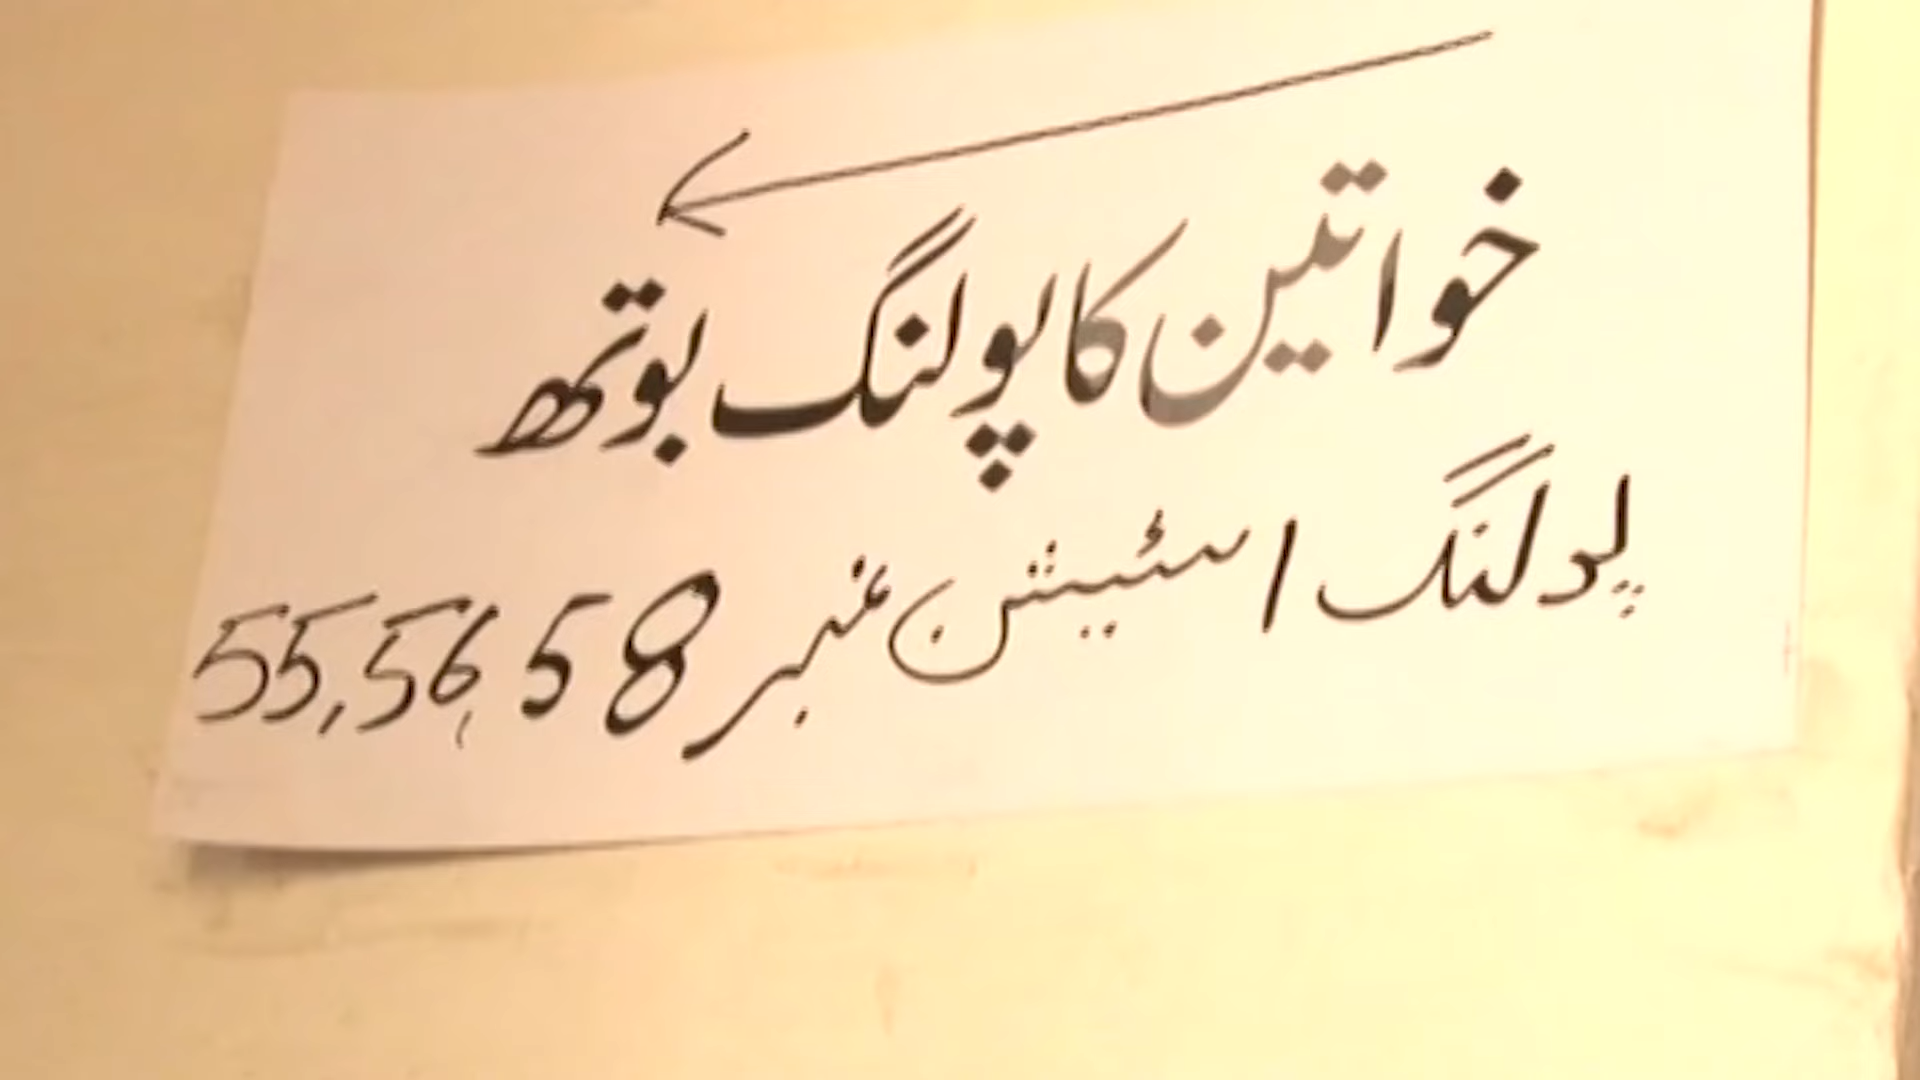 خواتین کا پولنگ بوتھ
پولنگ اسٹیشن نمبر 55, 56, 58